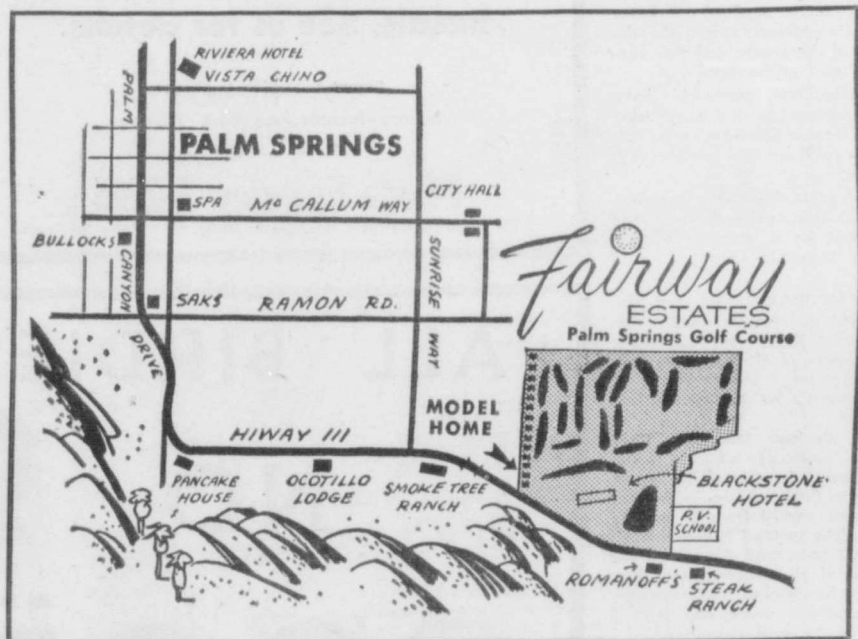 RIVIERA HOTEL
VISTA CHINO
PALM
PALM SPRINGS
SPA
Mc CALLUM WAY
CITY HALL
BULLOCKS
CANYON
SUNRISE WAY
SAKS
RAMON RD.
DRIVE
Fairway
ESTATES
Palm Springs Golf Course
MODEL
HOME
HIWAY 111
PANCAKE
HOUSE
OCOTILLO
LODGE
SMOKE TREE
RANCH
BLACKSTONE
HOTEL
P.V.
SCHOOL
ROMANOFF'S
STEAK
RANCH